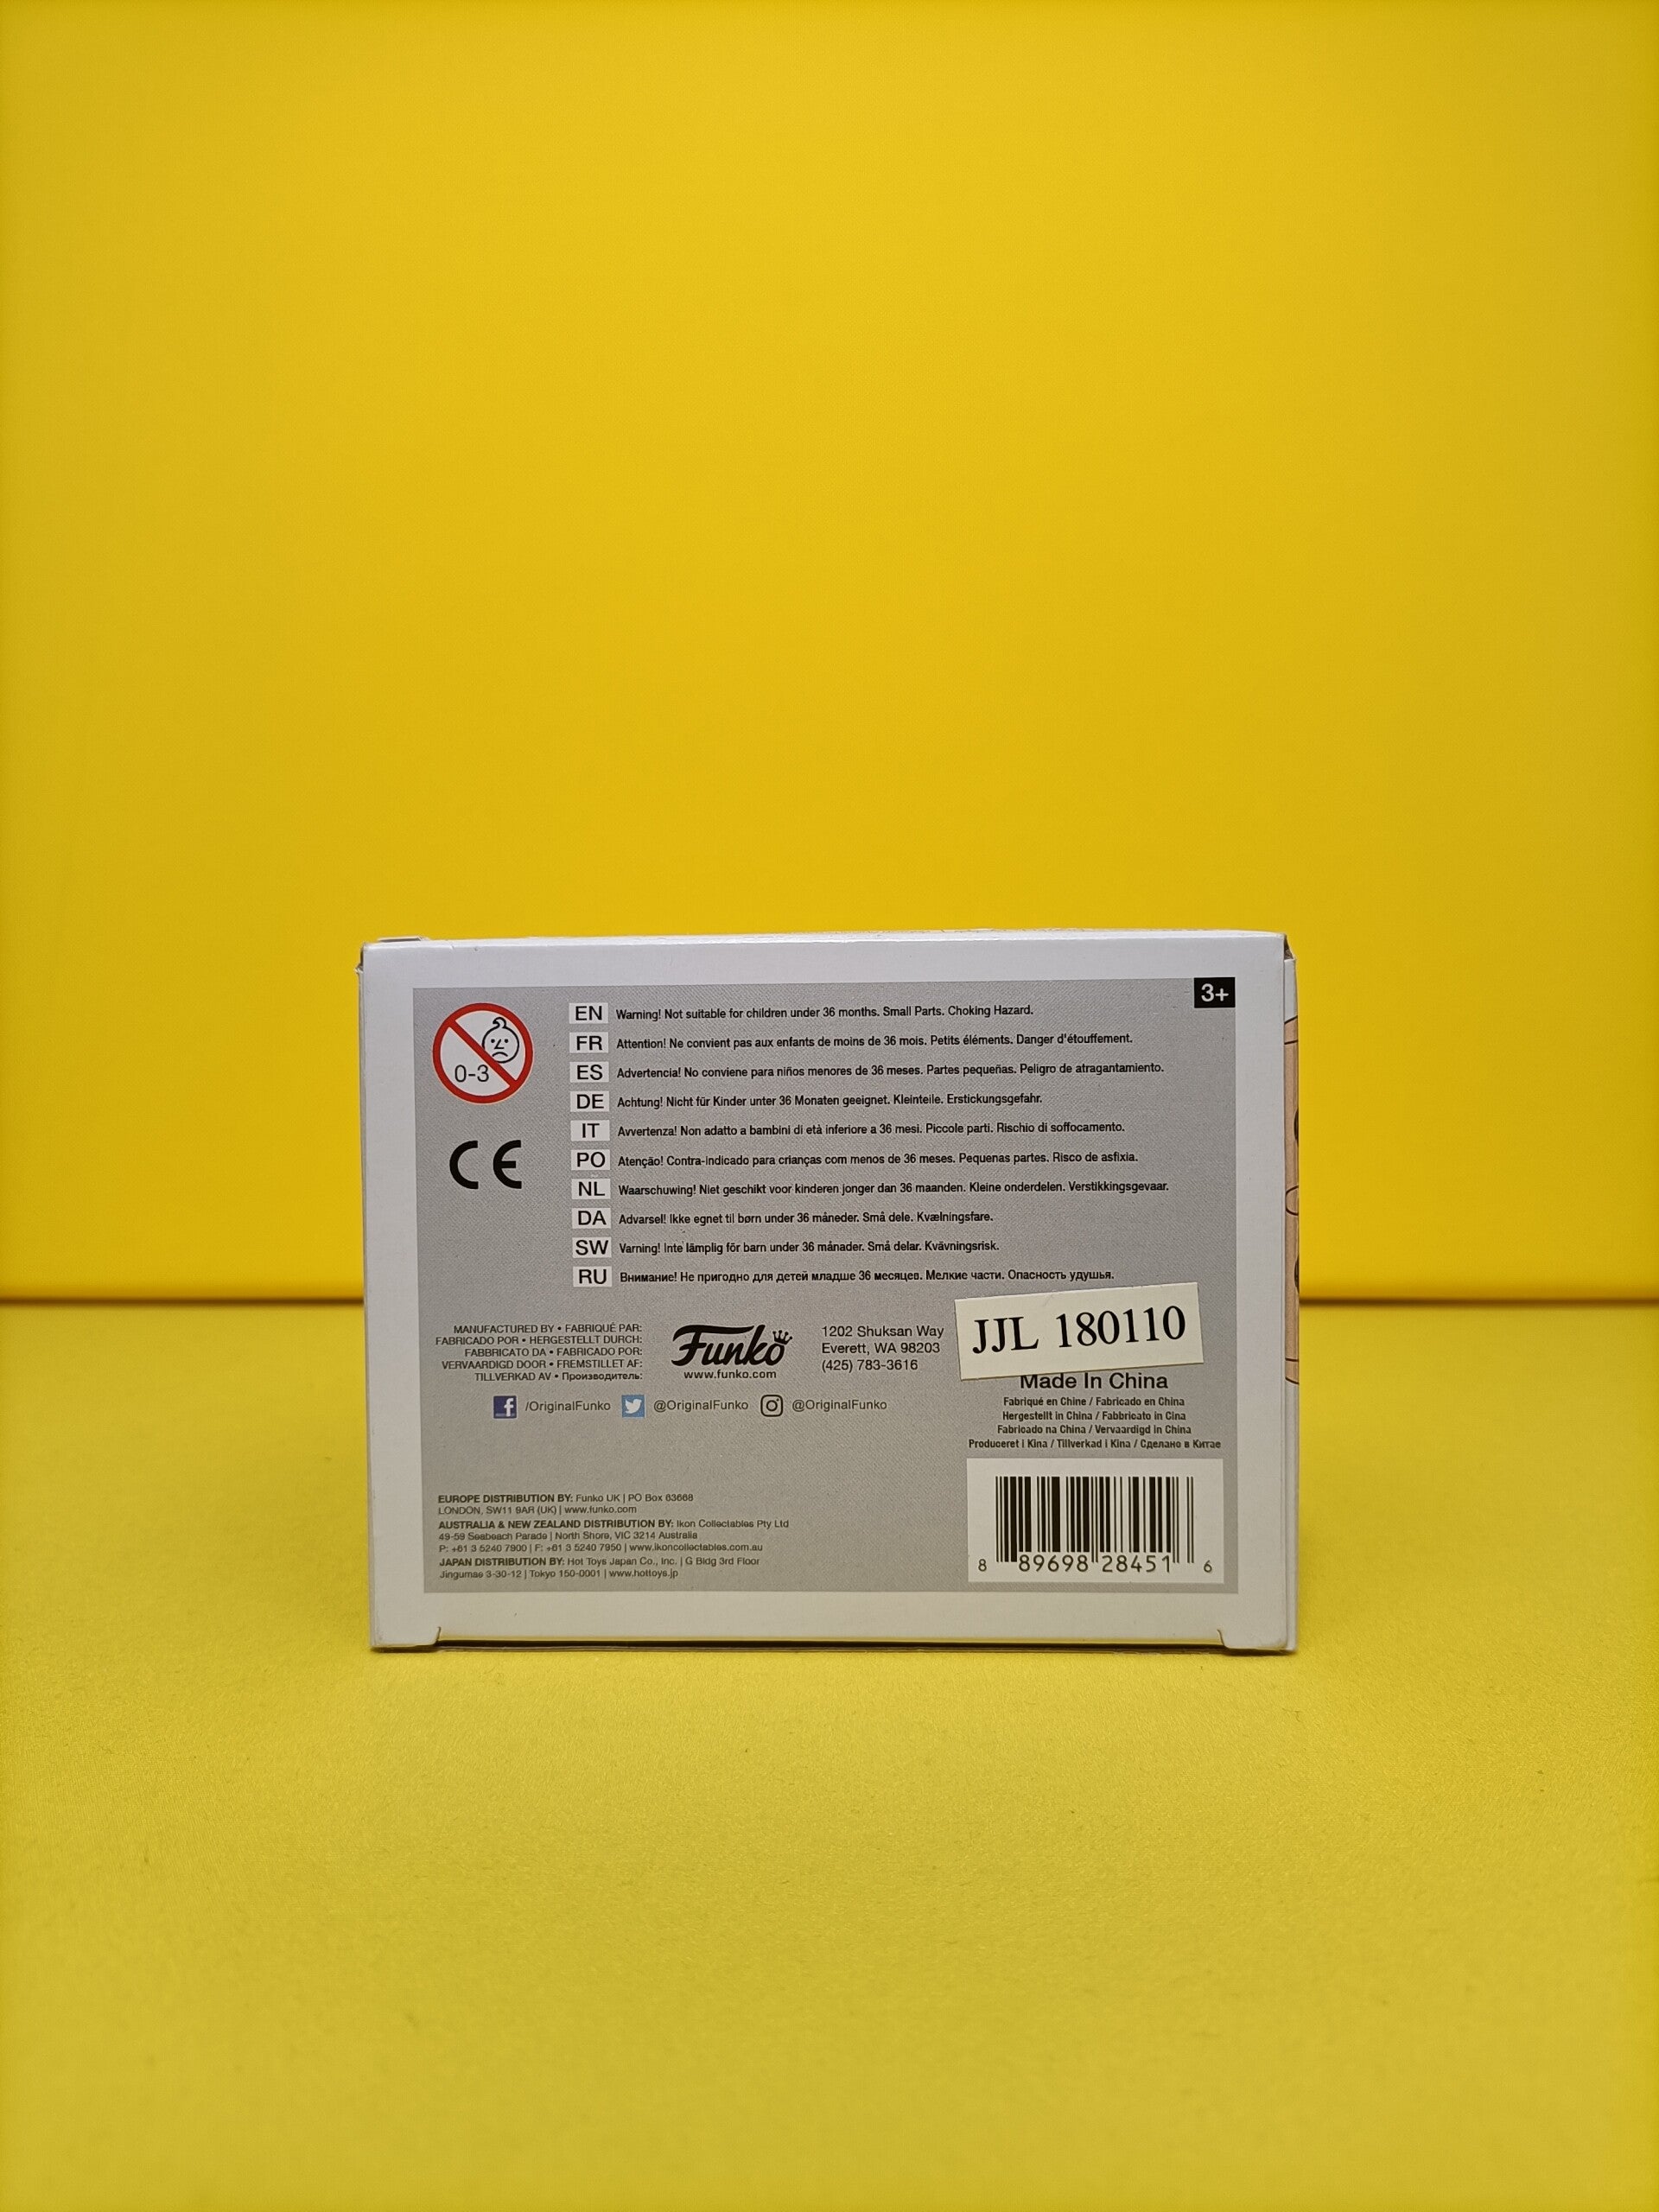 3+
0-3
EN Warning! Not suitable for children under 36 months. Small Parts. Choking Hazard.
FR Attention! Ne convient pas aux enfants de moins de 36 mois. Petits éléments. Danger d'étouffement.
ES Advertencia! No conviene para niños menores de 36 meses. Partes pequeñas. Peligro de atragantamiento.
DE Achtung! Nicht für Kinder unter 36 Monaten geeignet. Kleinteile. Erstickungsgefahr.
IT Avvertenza! Non adatto a bambini di età inferiore a 36 mesi. Piccole parti. Rischio di soffocamento.
CE
PO Atenção! Contra-indicado para crianças com menos de 36 meses. Pequenas partes. Risco de asfixia.
NL Waarschuwing! Niet geschikt voor kinderen jonger dan 36 maanden. Kleine onderdelen. Verstikkingsgevaar.
DA Advarsel! Ikke egnet til børn under 36 måneder. Små dele. Kvælningsfare.
SW Varning! Inte lämplig för barn under 36 månader. Små delar. Kvävningsrisk.
RU Внимание! Не пригодно для детей младше 36 месяцев. Мелкие части. Опасность удушья.
MANUFACTURED BY • FABRIQUÉ PAR:
FABRICADO POR • HERGESTELLT DURCH:
FABBRICATO DA • FABRICADO POR:
VERVAARDIGD DOOR • FREMSTILLET AF:
TILLVERKAD AV • Производитель:
Funko
www.funko.com
1202 Shuksan Way
Everett, WA 98203
(425) 783-3616
JJL 180110
Made In China
Fabriqué en Chine / Fabricado en China
Hergestellt in China / Fabbricato in Cina
Fabricado na China / Vervaardigd in China
Produceret i Kina / Tillverkad i Kina / Сделано в Китае
/OriginalFunko @OriginalFunko @OriginalFunko
EUROPE DISTRIBUTION BY: Funko UK | PO Box 63668
LONDON, SW11 9AR (UK) | www.funko.com
AUSTRALIA & NEW ZEALAND DISTRIBUTION BY: Ikon Collectables Pty Ltd
49-59 Seabeach Parade | North Shore, VIC 3214 Australia
P: +61 3 5240 7900 | F: +61 3 5240 7950 | www.ikoncollectables.com.au
JAPAN DISTRIBUTION BY: Hot Toys Japan Co., Inc. | G Bldg 3rd Floor
Jingumae 3-30-12 | Tokyo 150-0001 | www.hottoys.jp
8 89698 28451 6